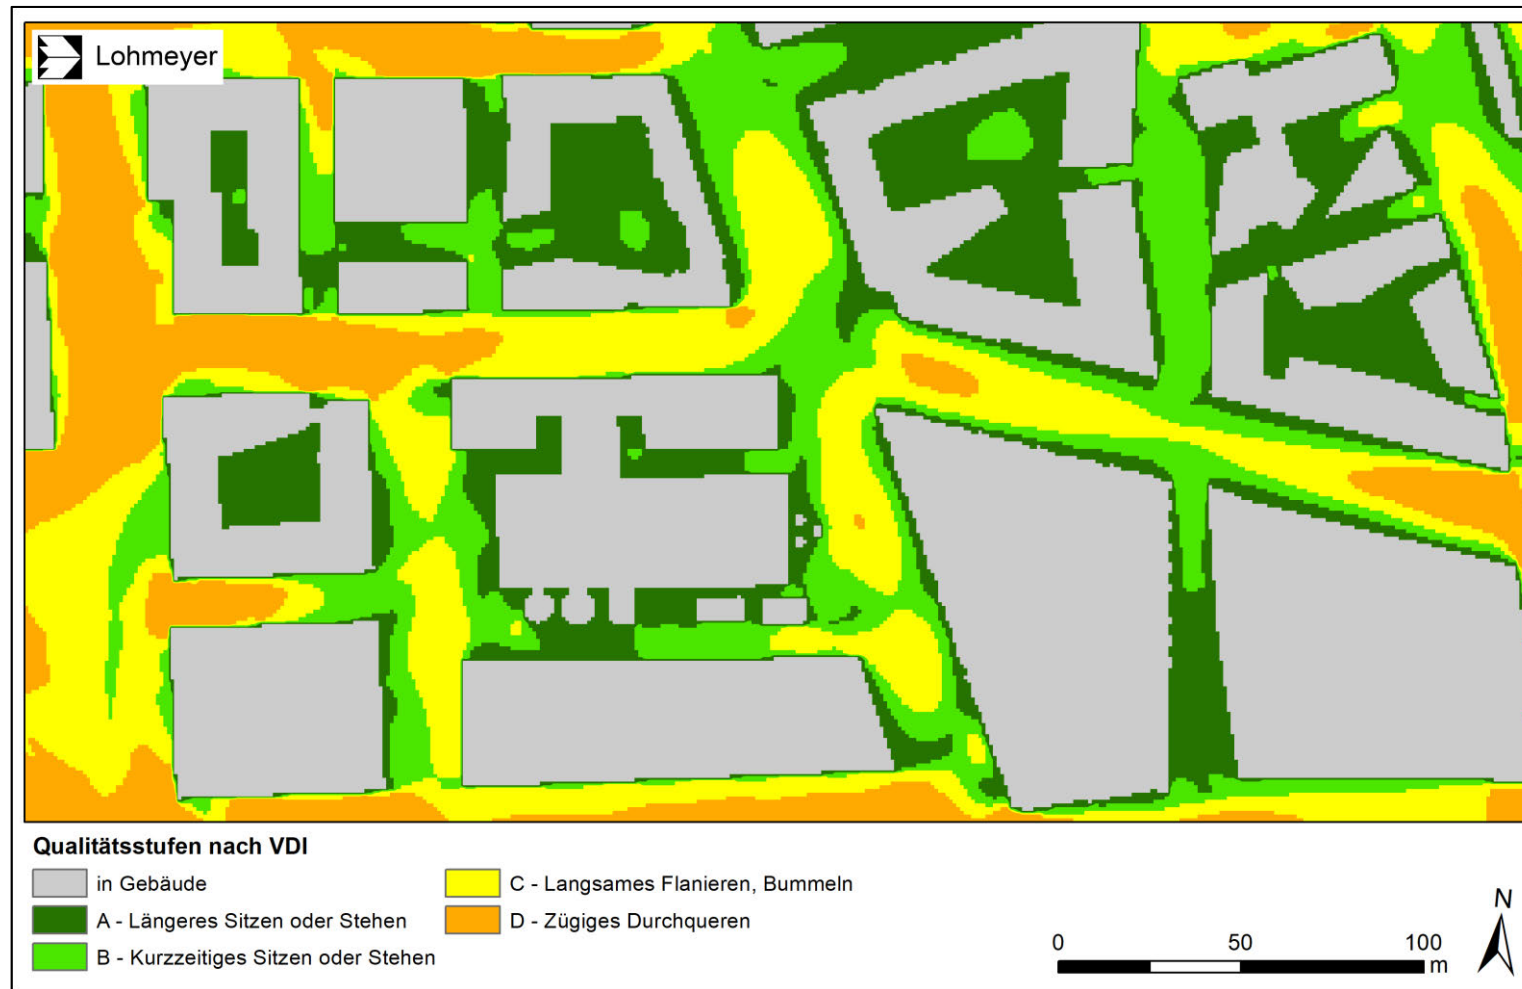 Lohmeyer
Qualitätsstufen nach VDI
in Gebäude
A - Längeres Sitzen oder Stehen
B - Kurzzeitiges Sitzen oder Stehen
C - Langsames Flanieren, Bummeln
D - Zügiges Durchqueren
0 50 100
m
N